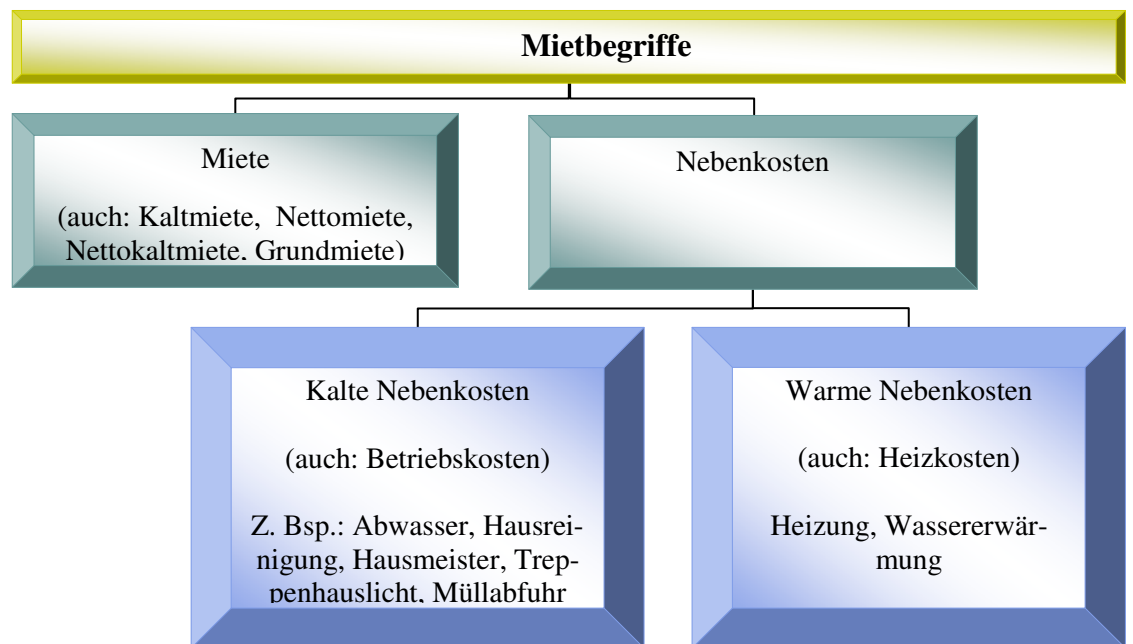 Mietbegriffe
Miete
(auch: Kaltmiete, Nettomiete,
Nettokaltmiete, Grundmiete)
Nebenkosten
Kalte Nebenkosten
(auch: Betriebskosten)
Z. Bsp.: Abwasser, Hausrei-
nigung, Hausmeister, Trep-
penhauslicht, Müllabfuhr
Warme Nebenkosten
(auch: Heizkosten)
Heizung, Wassererwär-
mung